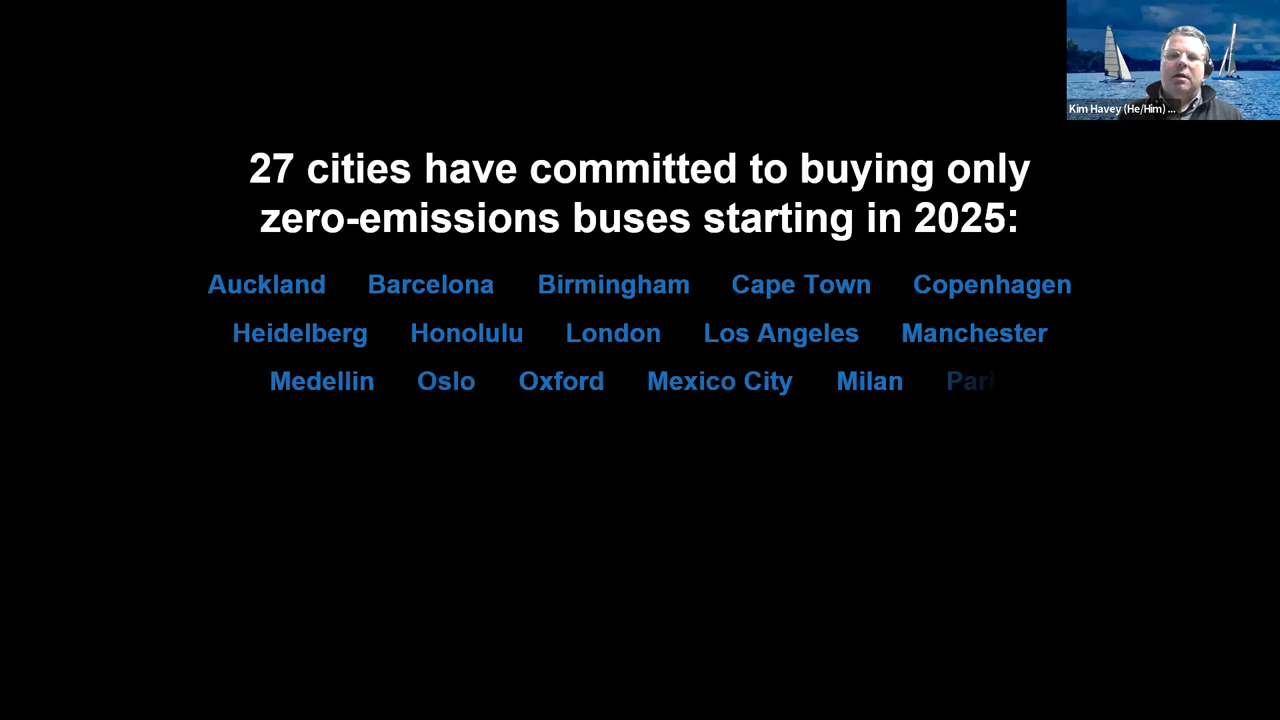 Kim Havey (He/Him) ...
27 cities have committed to buying only
zero-emissions buses starting in 2025:
Auckland Barcelona Birmingham Cape Town Copenhagen
Heidelberg Honolulu London Los Angeles Manchester
Medellin Oslo Oxford Mexico City Milan